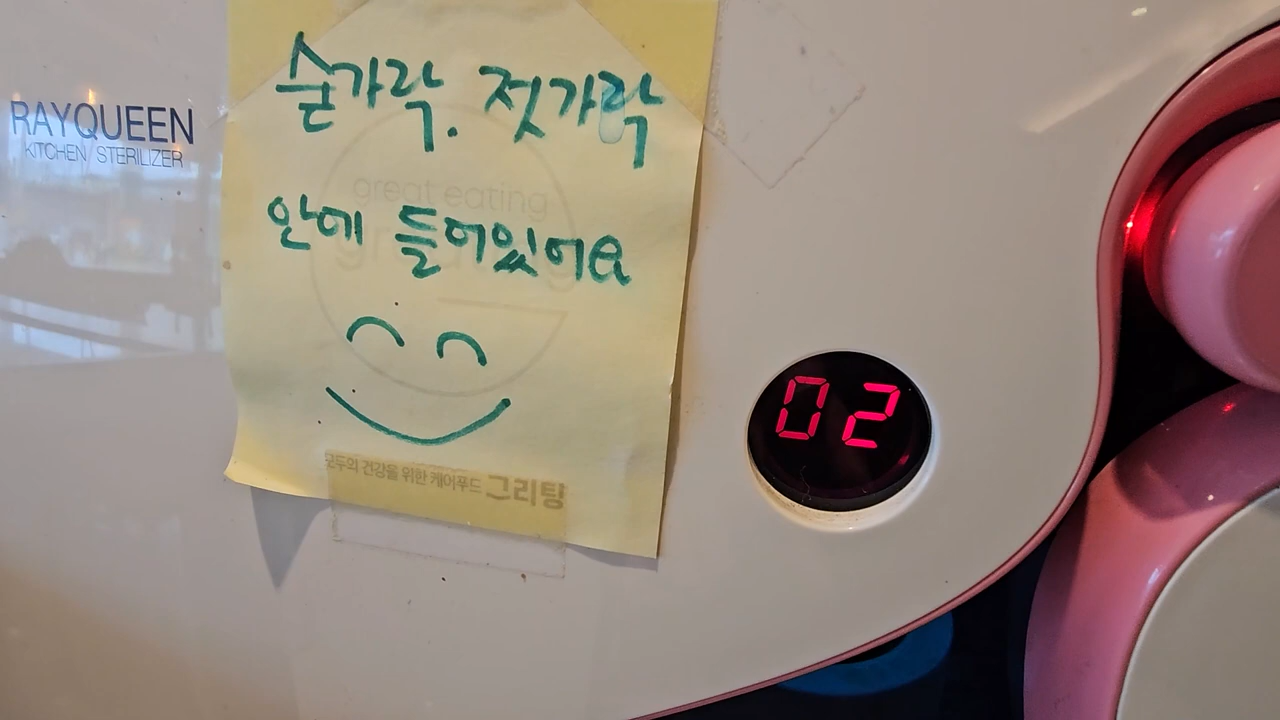 RAYQUEEN
KITCHEN STERILIZER
숟가락. 젓가락
안에 들어있어요
great eating
모두의 건강을 위한 케어푸드 그리팅
02